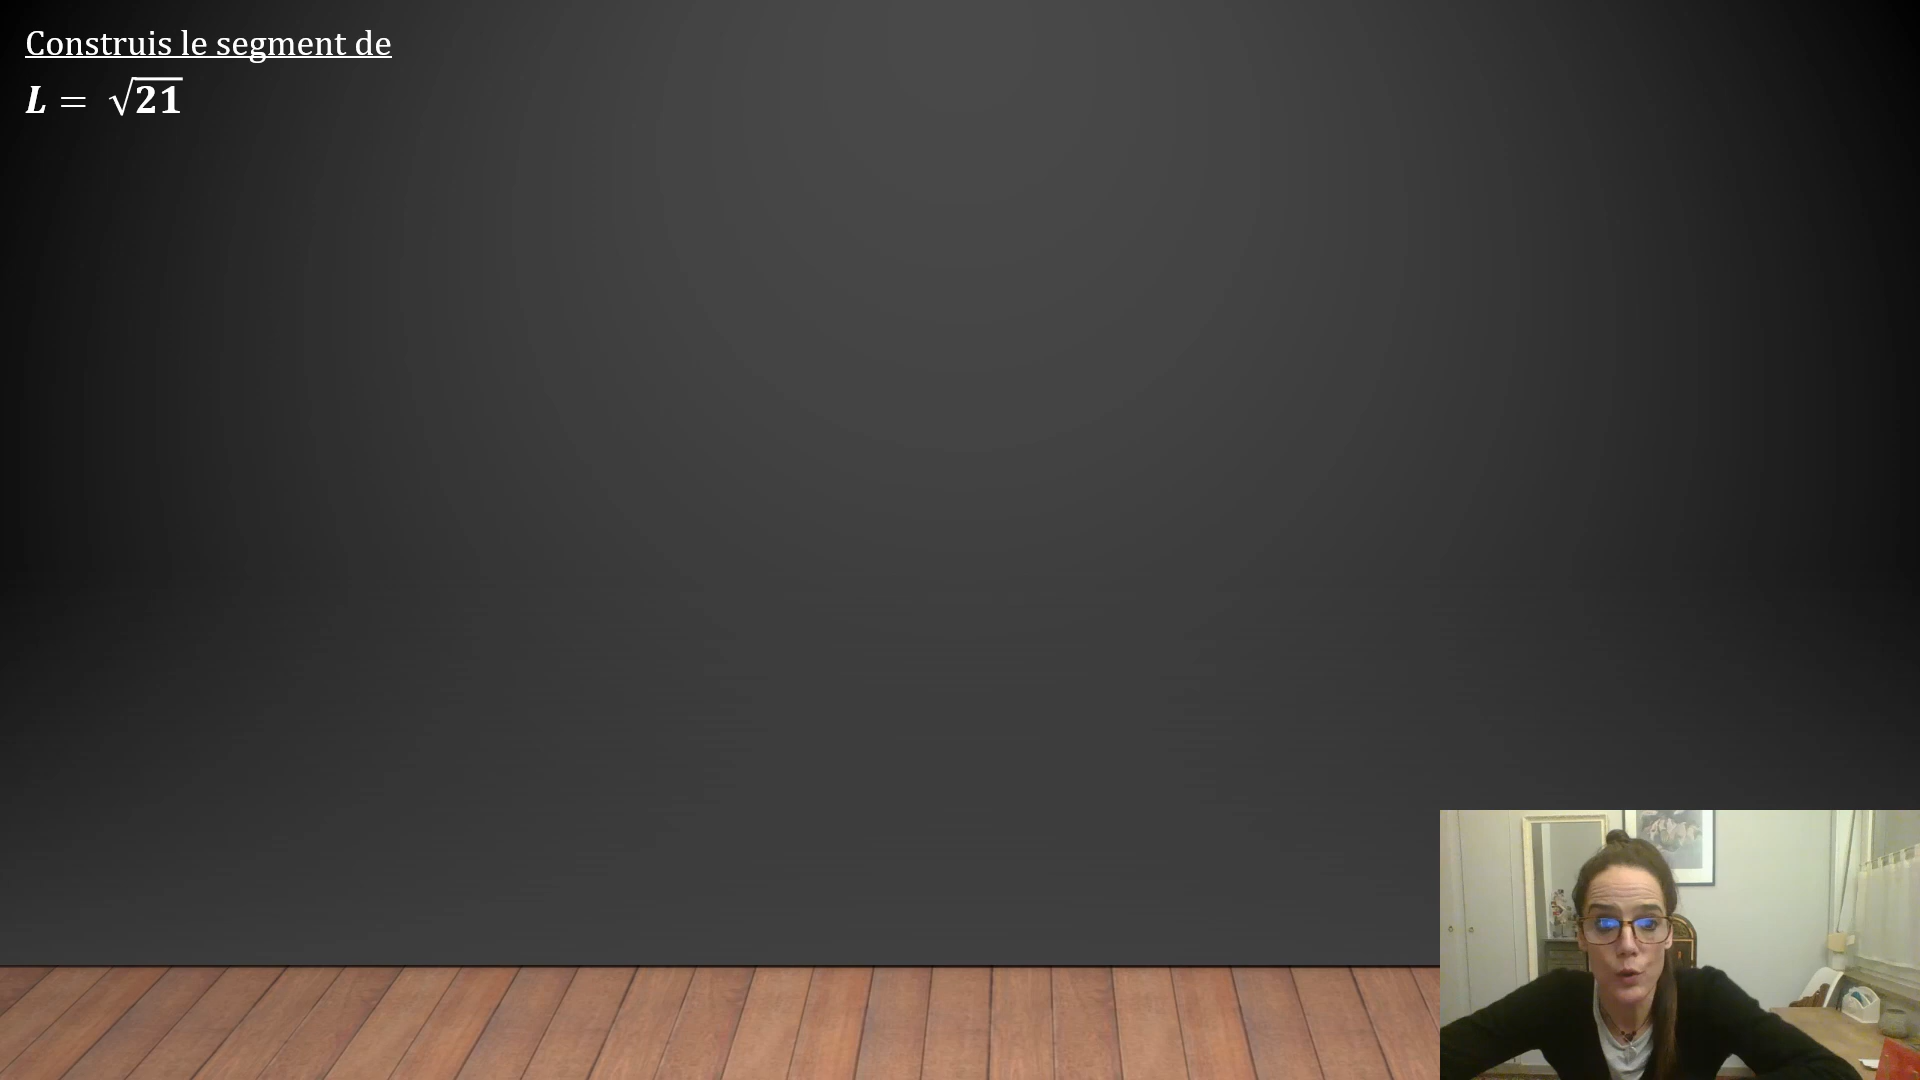 Construis le segment de
L = √21